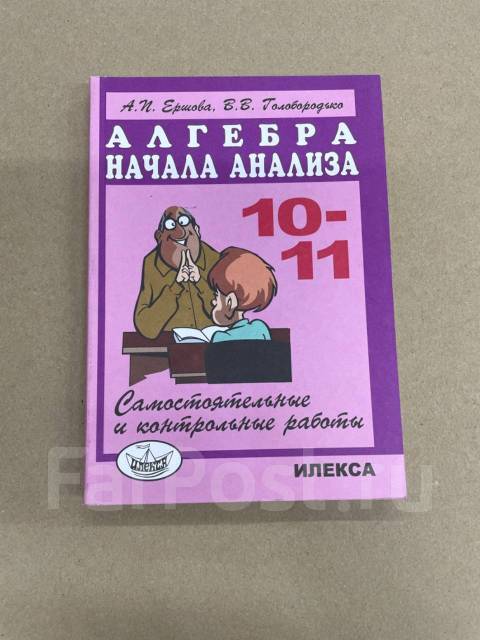 А.П. Ершова, В.В. Голобородько
АЛГЕБРА
НАЧАЛА АНАЛИЗА
10-
11
Самостоятельные
и контрольные работы
ИЛЕКСА
ИЛЕКСА
FarPost.ru